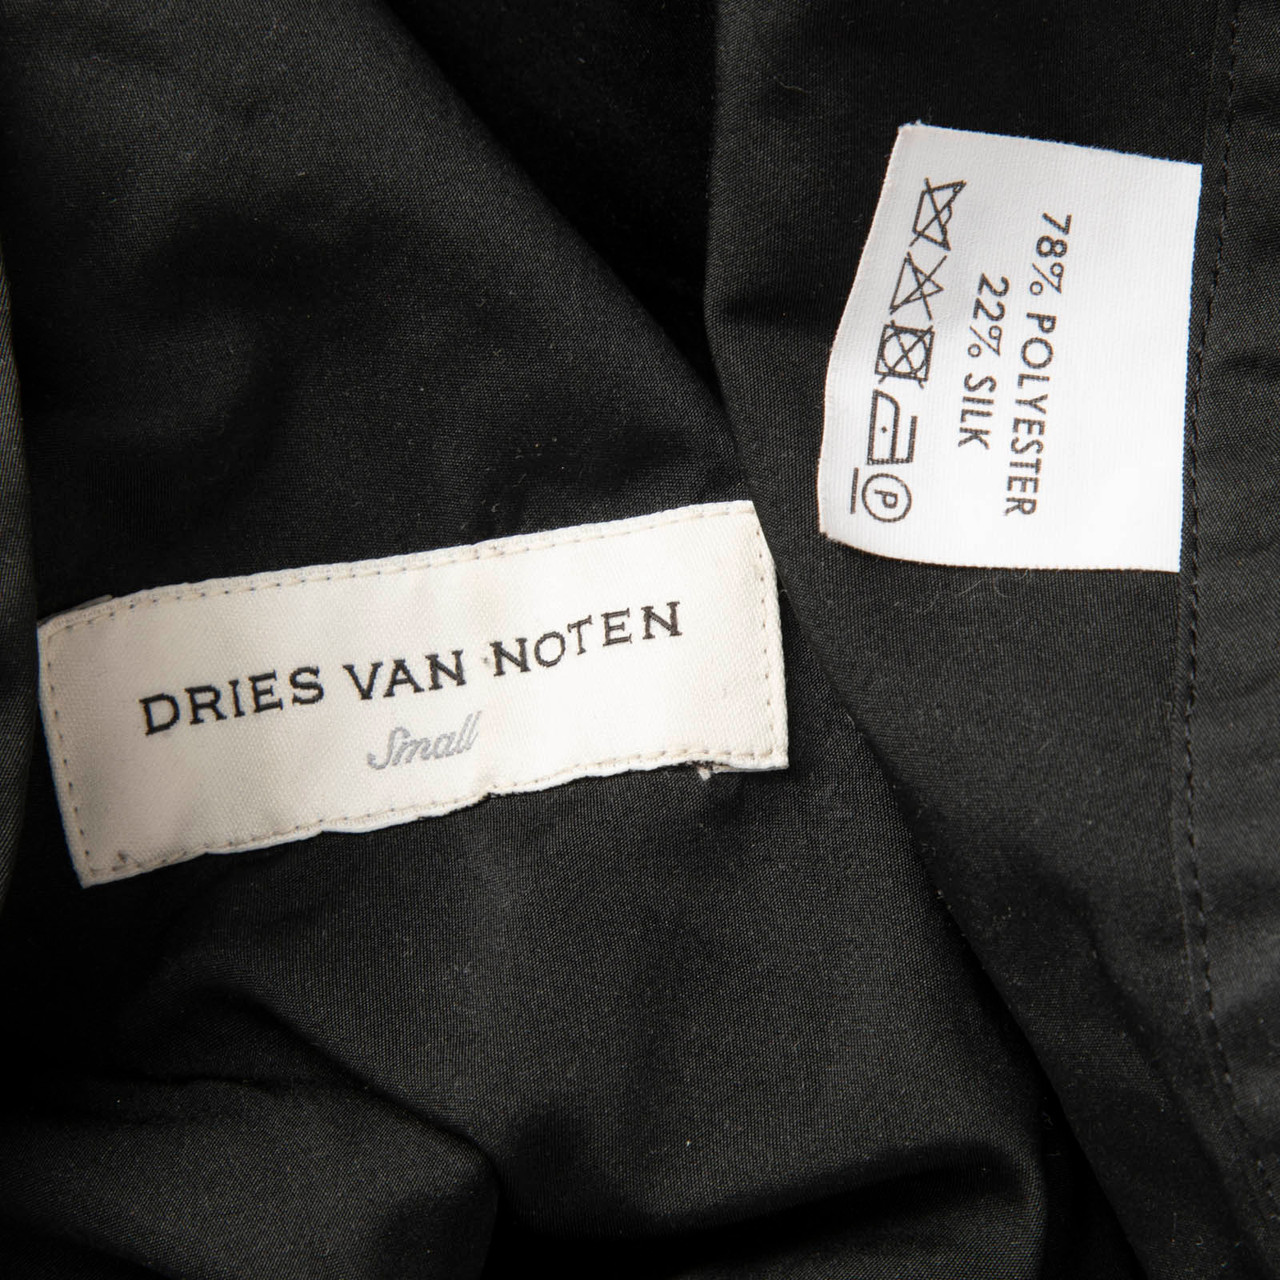 DRIES VAN NOTEN
Small
78% POLYESTER
22% SILK
P